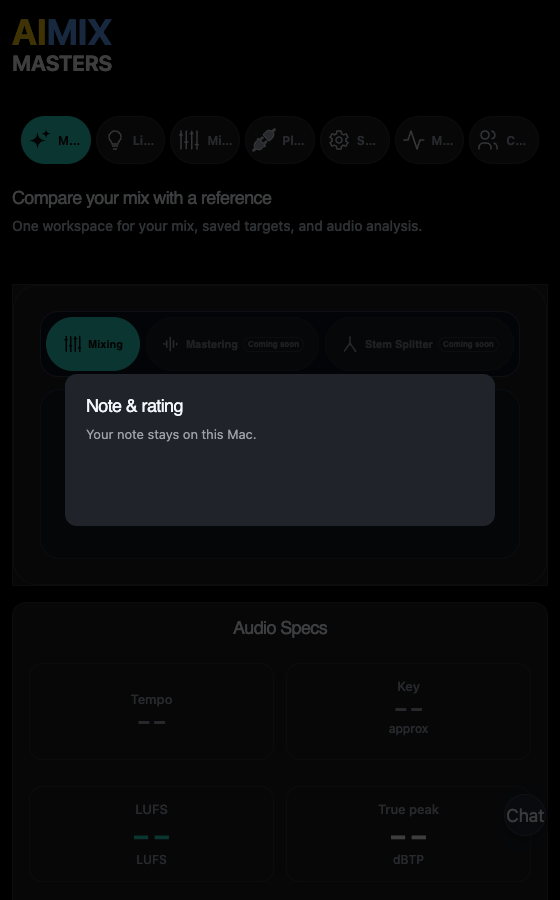 AIMIX
MASTERS
M... Li... Mi... Pl... S... M... C...
Compare your mix with a reference
One workspace for your mix, saved targets, and audio analysis.
Mixing Mastering Coming soon Stem Splitter Coming soon
Note & rating
Your note stays on this Mac.
Audio Specs
Tempo
--
Key
--
approx
LUFS
--
LUFS
True peak
--
dBTP
Chat